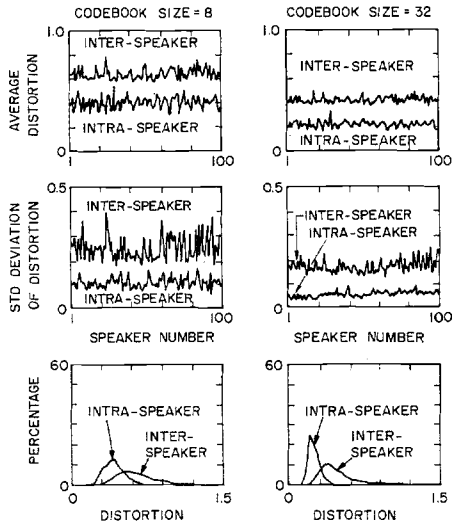 CODEBOOK SIZE = 8
CODEBOOK SIZE = 32
AVERAGE
DISTORTION
1.0
0
INTER-SPEAKER
INTRA-SPEAKER
1
100
1.0
0
INTER-SPEAKER
INTRA-SPEAKER
1
100
STD DEVIATION
OF DISTORTION
0.5
0
INTER-SPEAKER
INTRA-SPEAKER
1
100
SPEAKER NUMBER
0.5
0
INTER-SPEAKER
INTRA-SPEAKER
1
100
SPEAKER NUMBER
PERCENTAGE
60
0
INTRA-SPEAKER
INTER-
SPEAKER
0
1.5
DISTORTION
60
0
INTRA-SPEAKER
INTER-
SPEAKER
0
1.5
DISTORTION